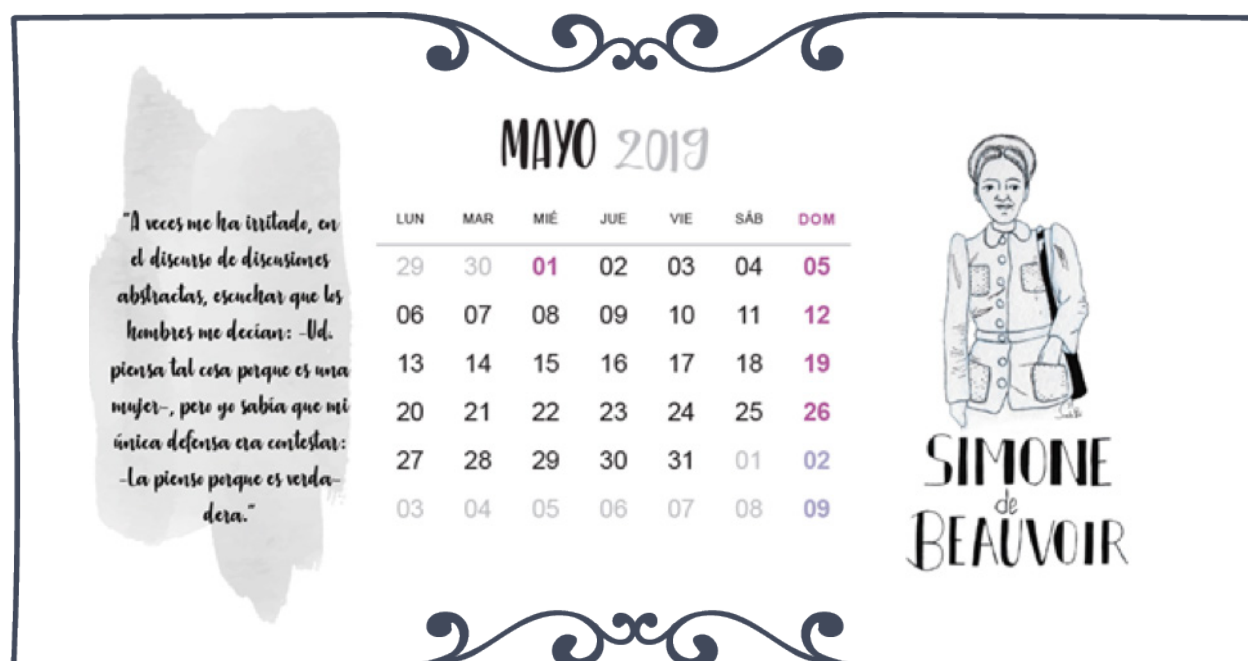 "A veces me ha irritado, en
el discurso de discusiones
abstractas, escuchar que los
hombres me decían: -Ud.
piensa tal cosa porque es una
mujer-, pero yo sabía que mi
única defensa era contestar:
-La pienso porque es verda-
dera."
MAYO 2019
LUN MAR MIÉ JUE VIE SÁB DOM
29 30 01 02 03 04 05
06 07 08 09 10 11 12
13 14 15 16 17 18 19
20 21 22 23 24 25 26
27 28 29 30 31 01 02
03 04 05 06 07 08 09
SIMONE
de
BEAUVOIR